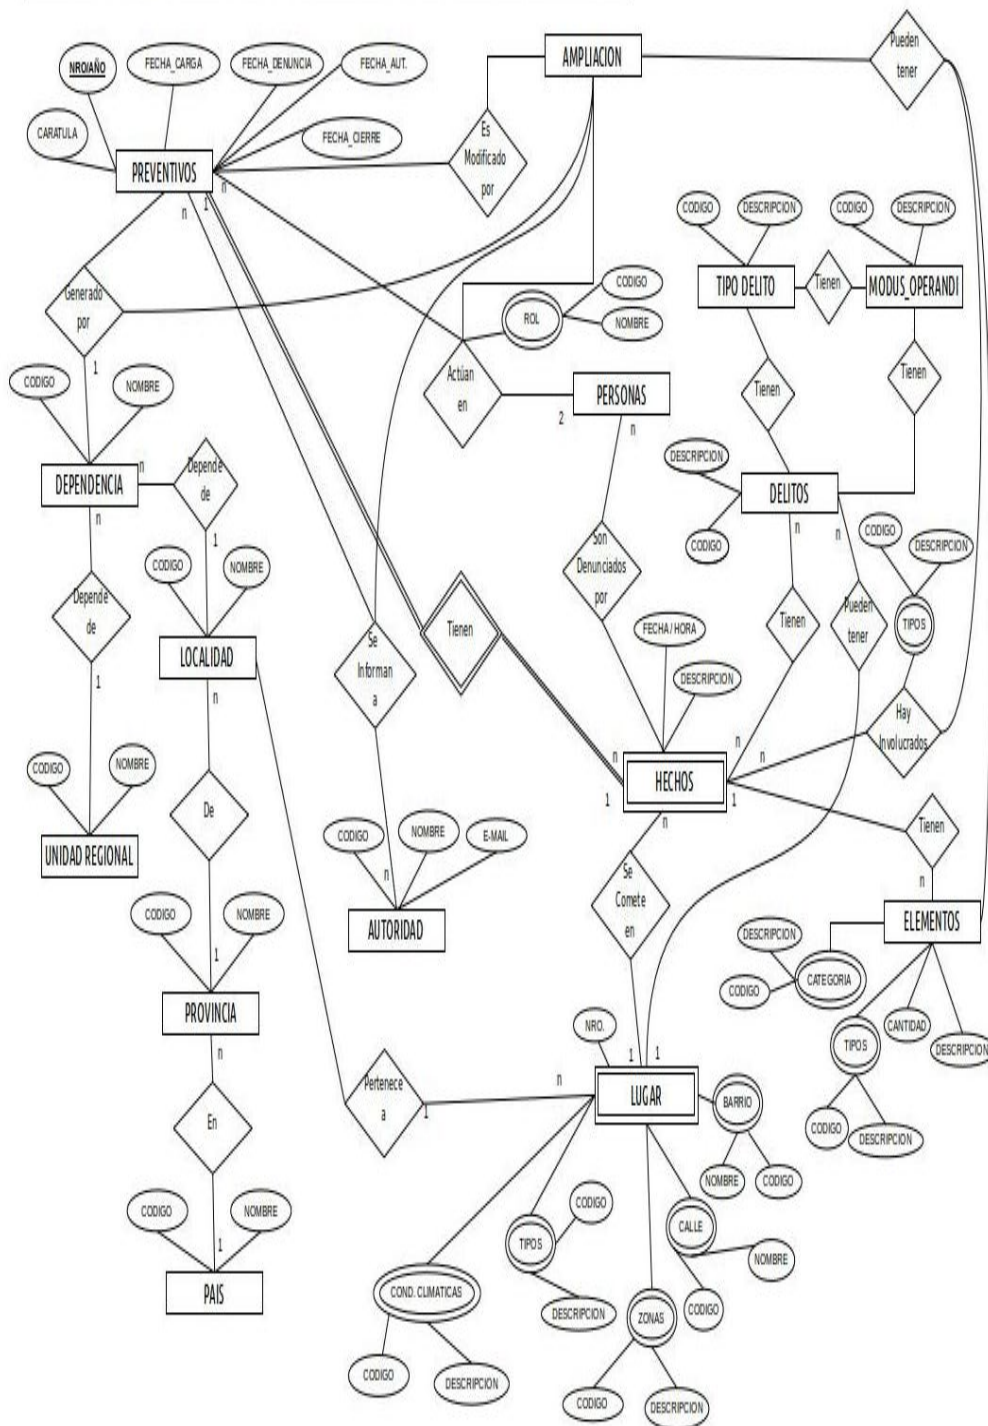 AMPLIACION
Pueden
tener
NRO/AÑO
FECHA_CARGA
FECHA_DENUNCIA
FECHA_AUT.
CARATULA
FECHA_CIERRE
Es
Modificado
por
PREVENTIVOS
n
n
1
CODIGO
DESCRIPCION
CODIGO
DESCRIPCION
TIPO DELITO
Tienen
MODUS_OPERANDI
Generado
por
1
ROL
CODIGO
NOMBRE
CODIGO
NOMBRE
Actúan
en
2
PERSONAS
n
Tienen
Tienen
DEPENDENCIA
n
n
Depende
de
1
DESCRIPCION
CODIGO
DELITOS
n
n
CODIGO
DESCRIPCION
TIPOS
CODIGO
NOMBRE
Son
Denunciados
por
Depende
de
1
LOCALIDAD
n
Se
Informan
a
Tienen
FECHA / HORA
DESCRIPCION
Tienen
Pueden
tener
Hay
Involucrados
CODIGO
NOMBRE
UNIDAD REGIONAL
De
1
n
1
HECHOS
n
n
1
n
Tienen
n
CODIGO
NOMBRE
E-MAIL
n
AUTORIDAD
Se
Comete
en
ELEMENTOS
CODIGO
NOMBRE
PROVINCIA
n
DESCRIPCION
CODIGO
CATEGORIA
TIPOS
CANTIDAD
DESCRIPCION
CODIGO
DESCRIPCION
En
1
Pertenece
a
1
n
NRO.
1
1
LUGAR
BARRIO
NOMBRE
CODIGO
CODIGO
NOMBRE
PAIS
TIPOS
CODIGO
DESCRIPCION
CALLE
NOMBRE
CODIGO
COND. CLIMATICAS
CODIGO
DESCRIPCION
ZONAS
CODIGO
DESCRIPCION